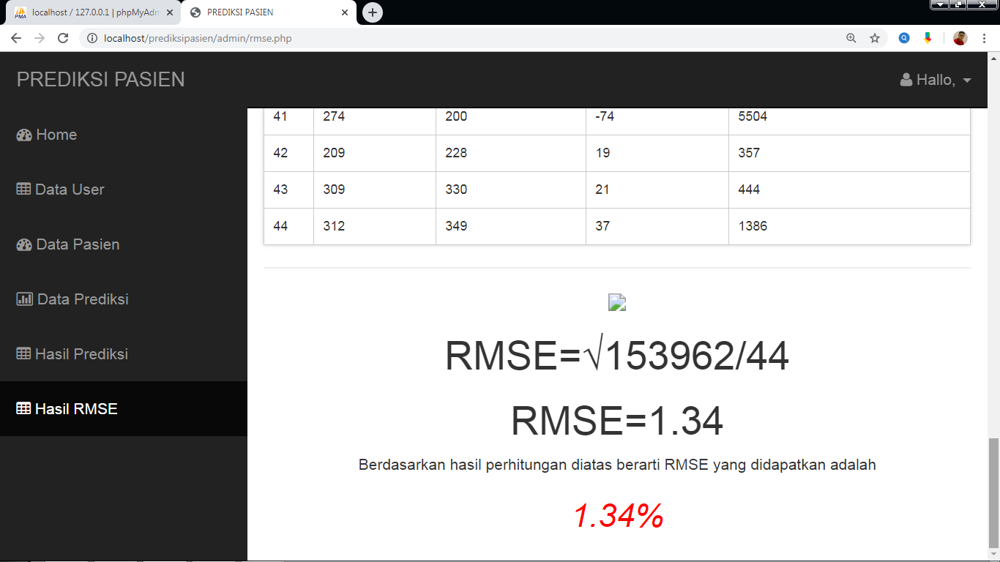 localhost / 127.0.0.1 | phpMyAdm
PREDIKSI PASIEN
localhost/prediksipasien/admin/rmse.php
PREDIKSI PASIEN
Hallo,
Home
Data User
Data Pasien
Data Prediksi
Hasil Prediksi
Hasil RMSE
41 274 200 -74 5504
42 209 228 19 357
43 309 330 21 444
44 312 349 37 1386
RMSE=√153962/44
RMSE=1.34
Berdasarkan hasil perhitungan diatas berarti RMSE yang didapatkan adalah
1.34%